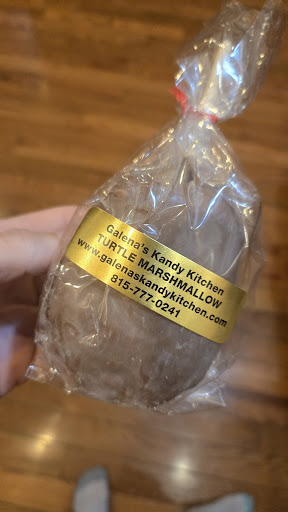 Galena's Kandy Kitchen
TURTLE MARSHMALLOW
www.galenaskandykitchen.com
815-777-0241